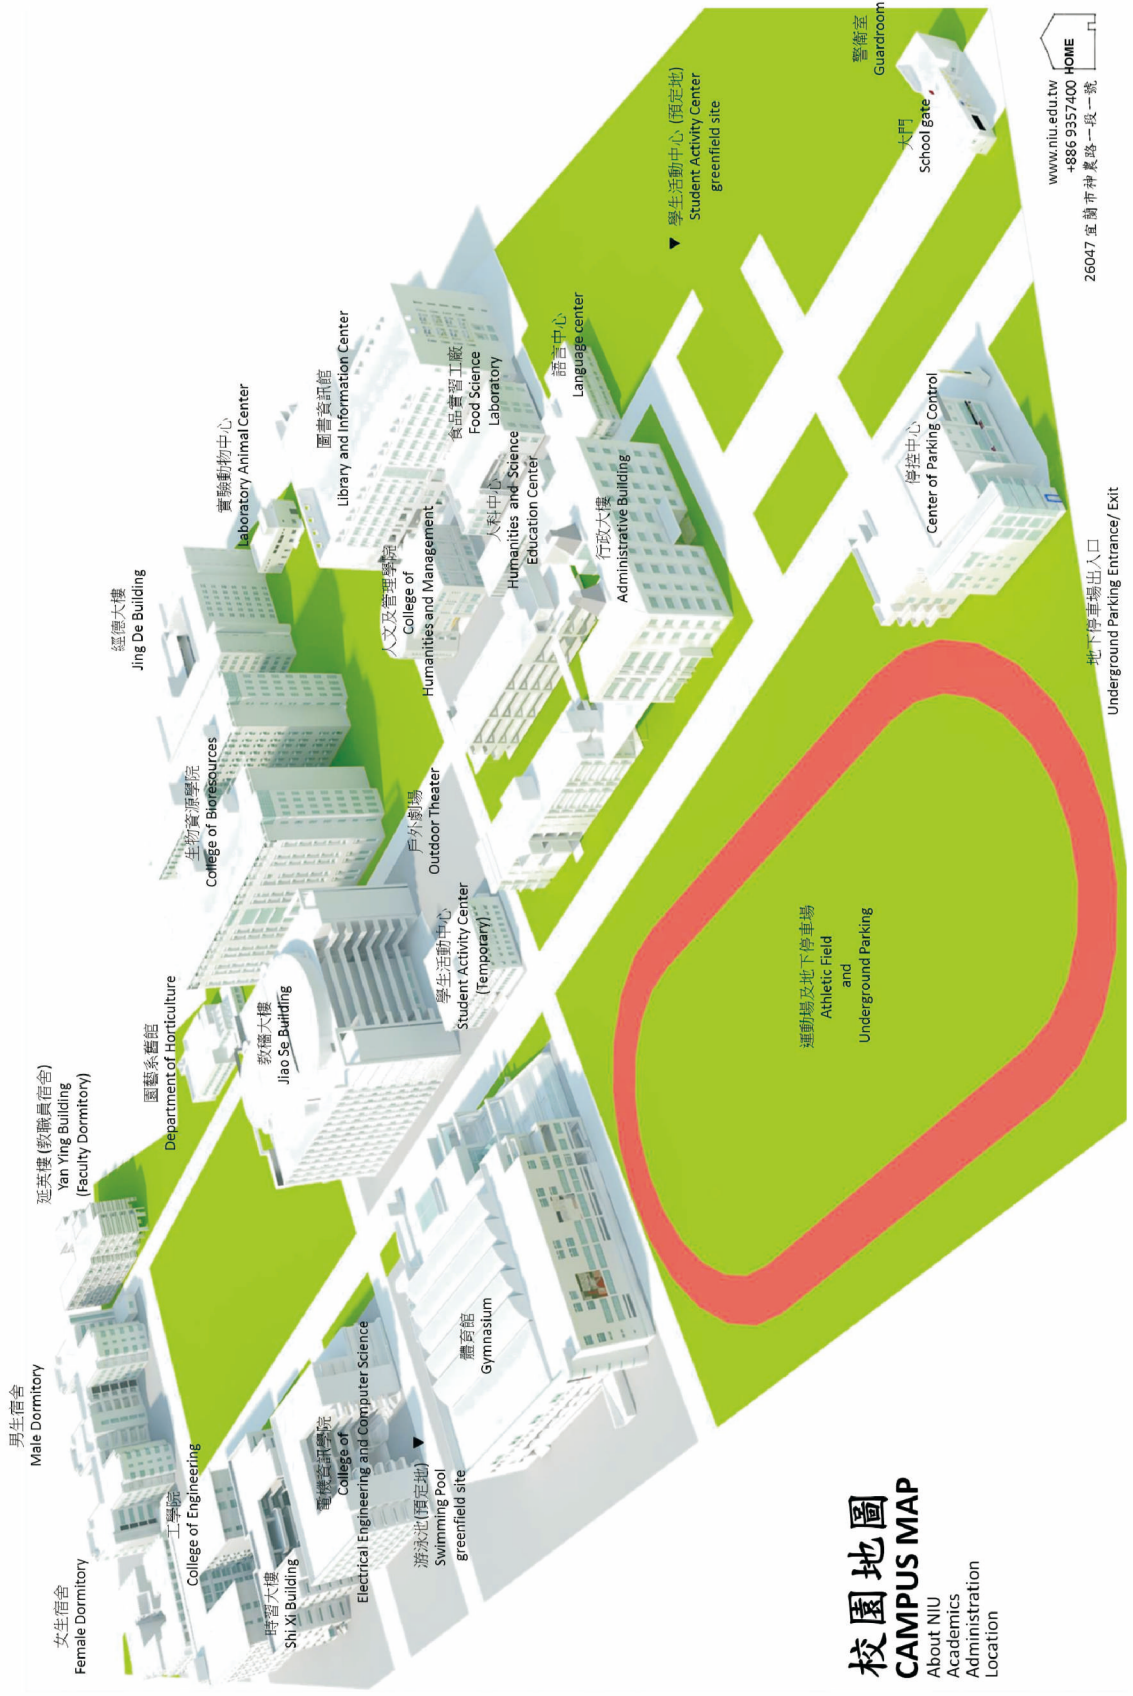 女生宿舍
Female Dormitory
男生宿舍
Male Dormitory
延英樓(教職員宿舍)
Yan Ying Building
(Faculty Dormitory)
園藝系舊館
Department of Horticulture
生物資源學院
College of Bioresources
經德大樓
Jing De Building
實驗動物中心
Laboratory Animal Center
圖書資訊館
Library and Information Center
食品實習工廠
Food Science
Laboratory
語言中心
Language center
學生活動中心 (預定地)
Student Activity Center
greenfield site
警衛室
Guardroom
大門
School gate
工學院
College of Engineering
時習大樓
Shi Xi Building
電機資訊學院
College of
Electrical Engineering and Computer Science
教穡大樓
Jiao Se Building
學生活動中心
Student Activity Center
(Temporary)
戶外劇場
Outdoor Theater
人文及管理學院
College of
Humanities and Management
人科中心
Humanities and Science
Education Center
行政大樓
Administrative Building
停控中心
Center of Parking Control
游泳池(預定地)
Swimming Pool
greenfield site
體育館
Gymnasium
運動場及地下停車場
Athletic Field
and
Underground Parking
地下停車場出入口
Underground Parking Entrance/ Exit
校園地圖
CAMPUS MAP
About NIU
Academics
Administration
Location
www.niu.edu.tw
+886 9357400 HOME
26047 宜蘭市神農路一段一號